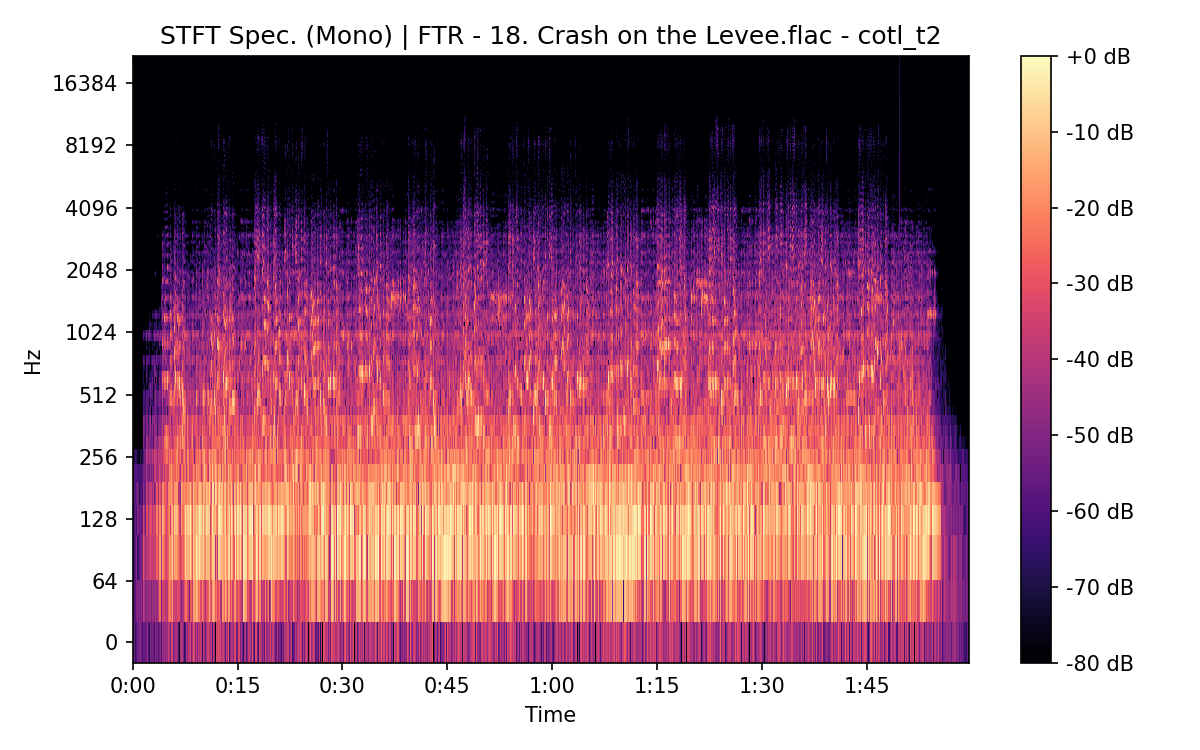 STFT Spec. (Mono) | FTR - 18. Crash on the Levee.flac - cotl_t2
16384
8192
4096
2048
1024
512
256
128
64
0
Hz
0:00 0:15 0:30 0:45 1:00 1:15 1:30 1:45
Time
+0 dB
-10 dB
-20 dB
-30 dB
-40 dB
-50 dB
-60 dB
-70 dB
-80 dB